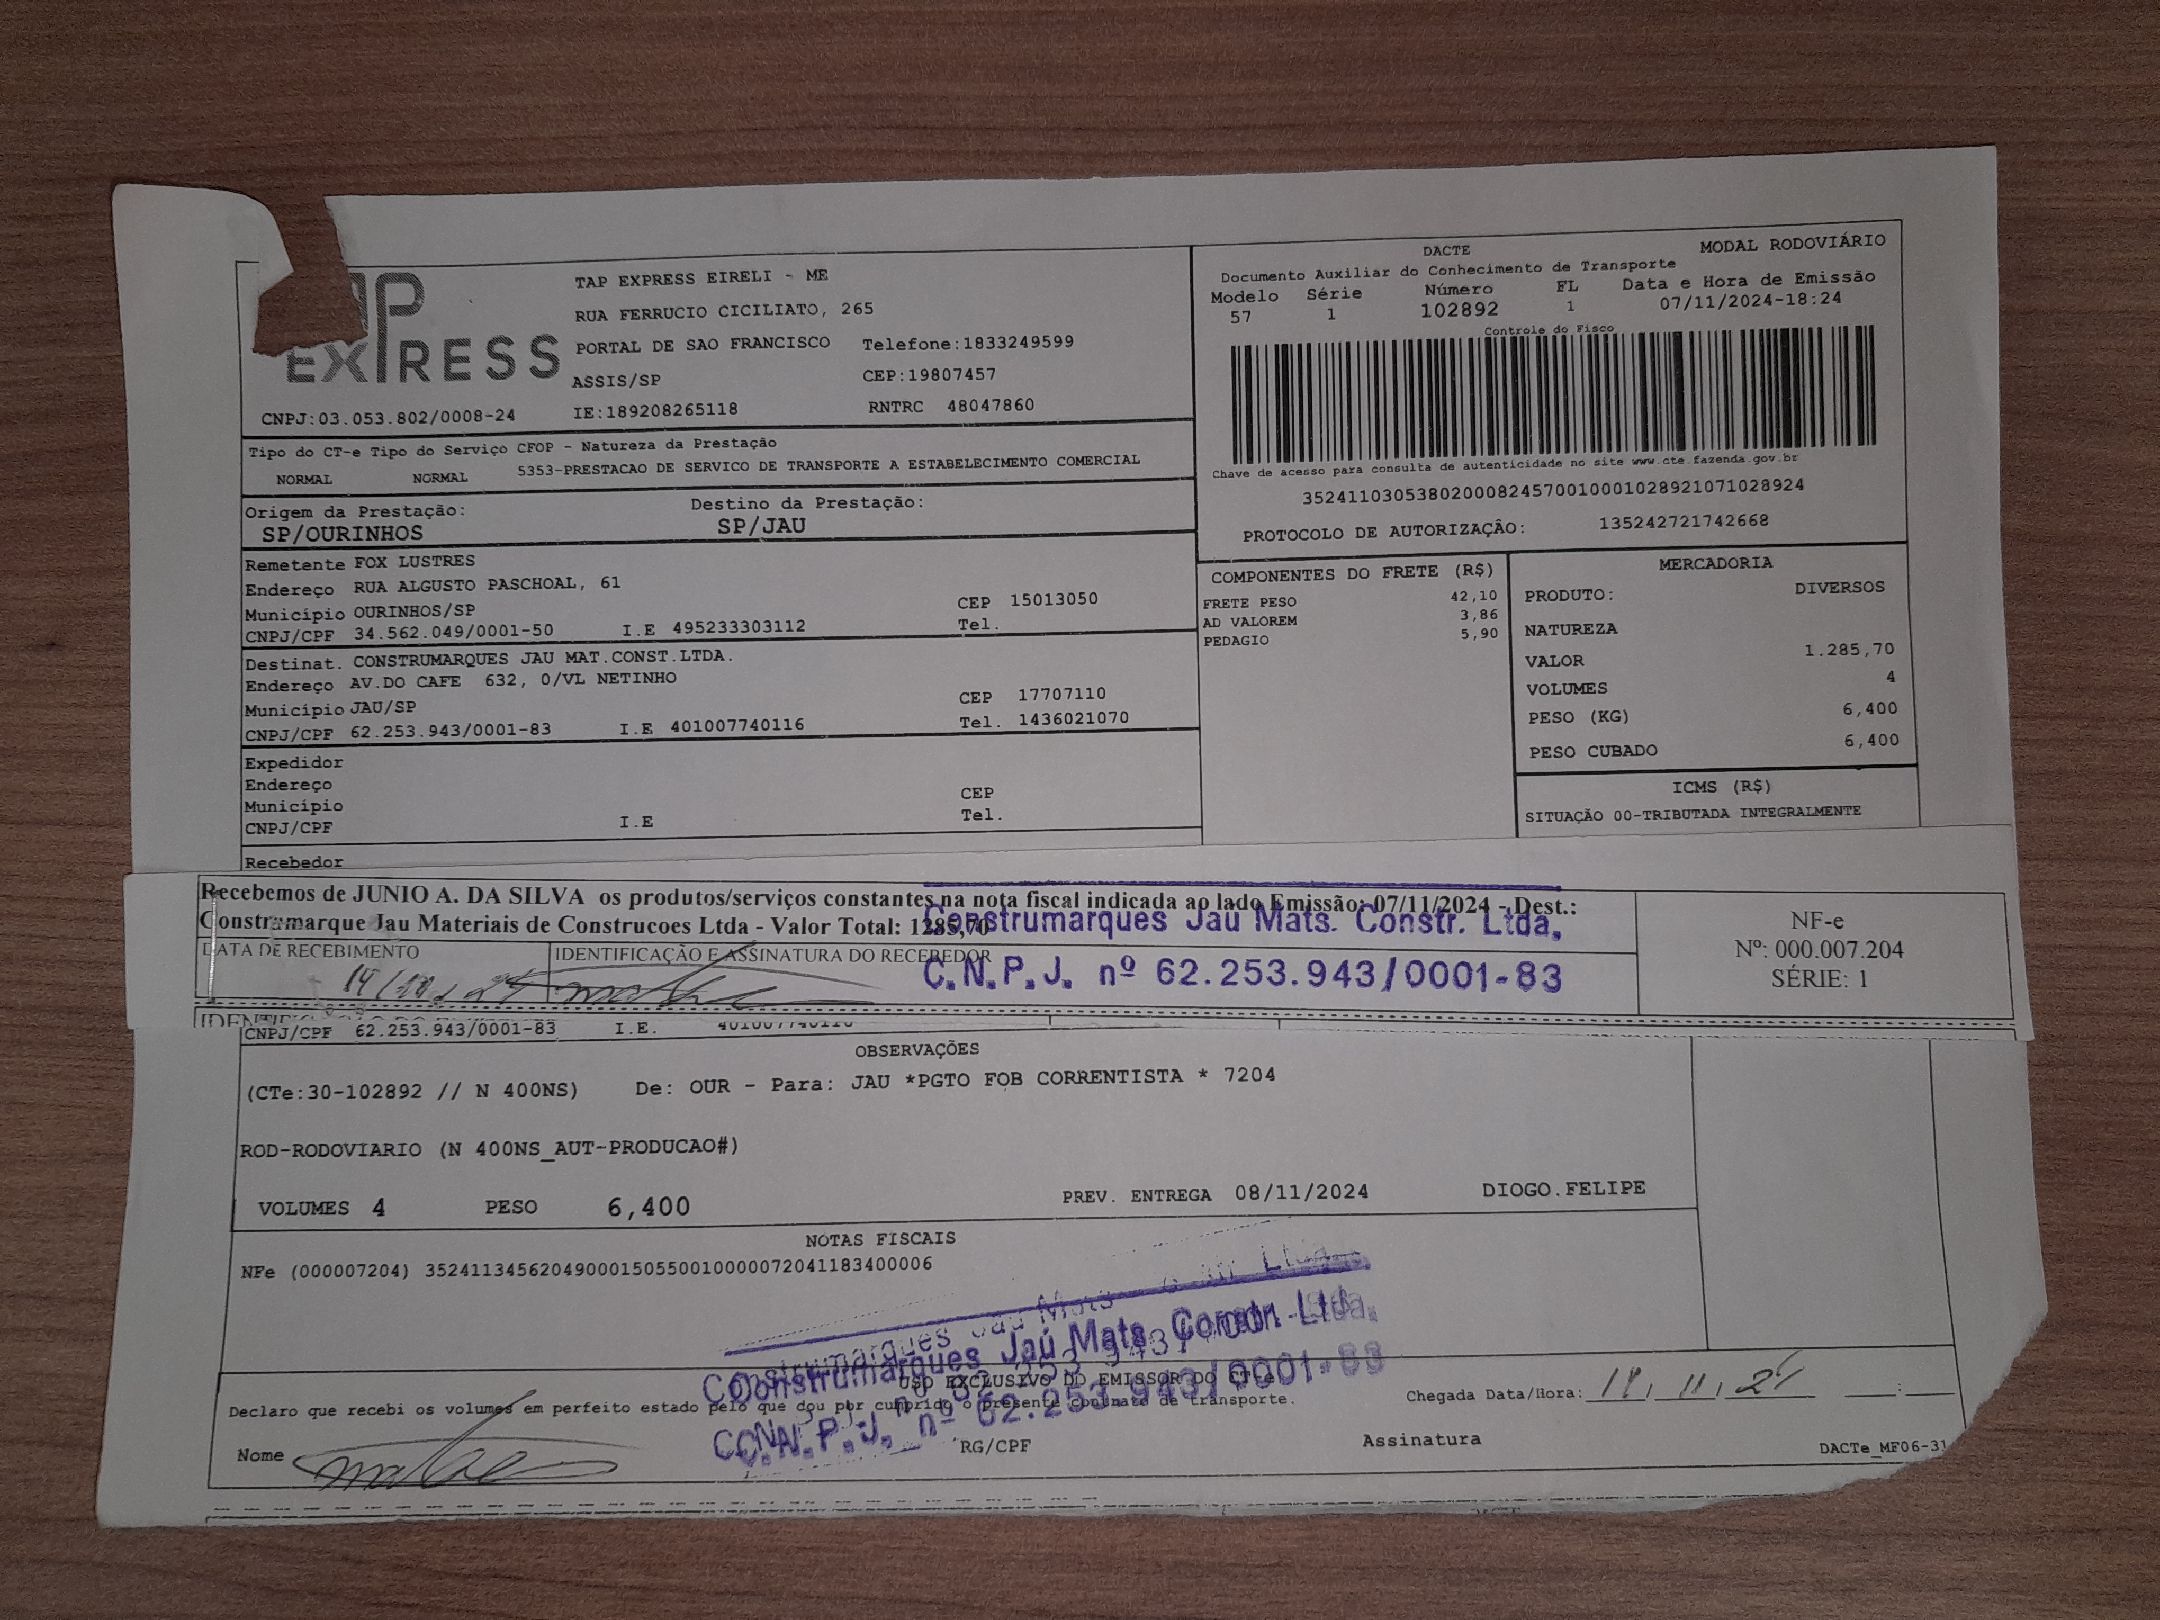 EXPRESS
TAP EXPRESS EIRELI - ME
RUA FERRUCIO CICILIATO, 265
PORTAL DE SAO FRANCISCO Telefone:1833249599
ASSIS/SP CEP:19807457
CNPJ:03.053.802/0008-24 IE:189208265118 RNTRC 48047860
DACTE MODAL RODOVIÁRIO
Documento Auxiliar do Conhecimento de Transporte
Modelo Série Número FL Data e Hora de Emissão
57 1 102892 1 07/11/2024-18:24
Controle do Fisco
Chave de acesso para consulta de autenticidade no site www.cte.fazenda.gov.br
35241103053802000824570010001028921071028924
PROTOCOLO DE AUTORIZAÇÃO: 135242721742668
Tipo do CT-e Tipo do Serviço CFOP - Natureza da Prestação
NORMAL NORMAL 5353-PRESTACAO DE SERVICO DE TRANSPORTE A ESTABELECIMENTO COMERCIAL
Origem da Prestação: Destino da Prestação:
SP/OURINHOS SP/JAU
Remetente FOX LUSTRES
Endereço RUA ALGUSTO PASCHOAL, 61
Município OURINHOS/SP CEP 15013050
CNPJ/CPF 34.562.049/0001-50 I.E 495233303112 Tel.
Destinat. CONSTRUMARQUES JAU MAT.CONST.LTDA.
Endereço AV.DO CAFE 632, 0/VL NETINHO
Município JAU/SP CEP 17707110
CNPJ/CPF 62.253.943/0001-83 I.E 401007740116 Tel. 1436021070
Expedidor
Endereço
Município CEP
CNPJ/CPF I.E Tel.
Recebedor
COMPONENTES DO FRETE (R$)
FRETE PESO 42,10
AD VALOREM 3,86
PEDAGIO 5,90
MERCADORIA
PRODUTO: DIVERSOS
NATUREZA
VALOR 1.285,70
VOLUMES 4
PESO (KG) 6,400
PESO CUBADO 6,400
ICMS (R$)
SITUAÇÃO 00-TRIBUTADA INTEGRALMENTE
Recebemos de JUNIO A. DA SILVA os produtos/serviços constantes na nota fiscal indicada ao lado Emissão: 07/11/2024 - Dest.:
Construmarque Jau Materiais de Construcoes Ltda - Valor Total: 1285,70
Construmarques Jaú Mats. Constr. Ltda.
C.N.P.J. nº 62.253.943/0001-83
DATA DE RECEBIMENTO IDENTIFICAÇÃO E ASSINATURA DO RECEBEDOR
NF-e
Nº: 000.007.204
SÉRIE: 1
CNPJ/CPF 62.253.943/0001-83 I.E. 401007740116
OBSERVAÇÕES
(CTe:30-102892 // N 400NS) De: OUR - Para: JAU *PGTO FOB CORRENTISTA * 7204
ROD-RODOVIARIO (N 400NS_AUT-PRODUCAO#)
VOLUMES 4 PESO 6,400 PREV. ENTREGA 08/11/2024 DIOGO.FELIPE
NOTAS FISCAIS
NFe (000007204) 35241134562049000150550010000072041183400006
Construmarques Jaú Mats. Constr. Ltda.
C.N.P.J. nº 62.253.943/0001-83
USO EXCLUSIVO DO EMISSOR DO CT-e
Declaro que recebi os volumes em perfeito estado pelo que dou por cumprido o presente contrato de transporte.
Chegada Data/Hora:
Nome RG/CPF Assinatura
DACTe_MF06-31